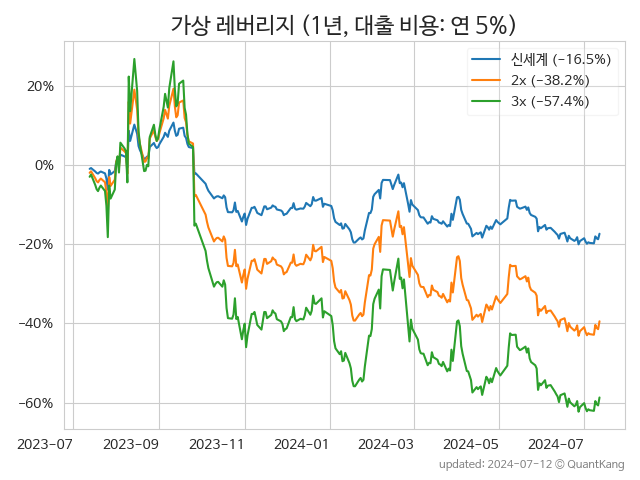 가상 레버리지 (1년, 대출 비용: 연 5%)
신세계 (−16.5%)
2x (−38.2%)
3x (−57.4%)
20%
0%
−20%
−40%
−60%
2023-07 2023-09 2023-11 2024-01 2024-03 2024-05 2024-07
updated: 2024-07-12 © QuantKang